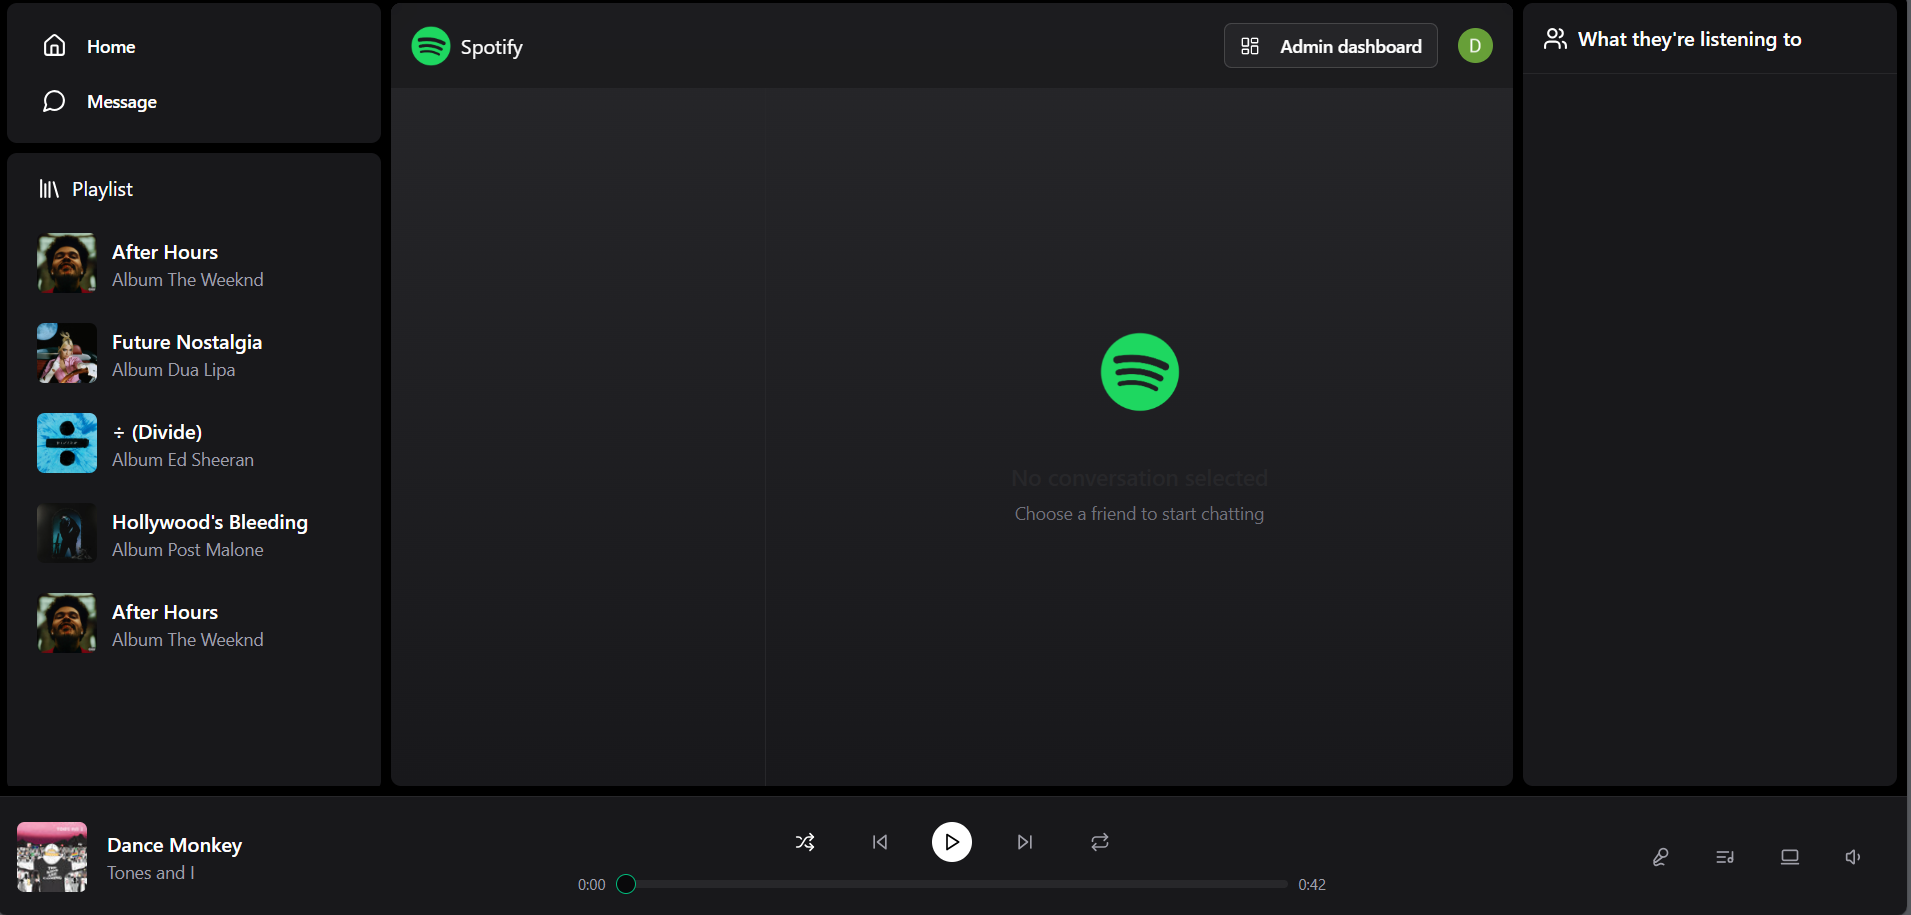 Home
Message
Playlist
After Hours
Album The Weeknd
Future Nostalgia
Album Dua Lipa
÷ (Divide)
Album Ed Sheeran
Hollywood's Bleeding
Album Post Malone
After Hours
Album The Weeknd
Spotify
Admin dashboard
D
No conversation selected
Choose a friend to start chatting
What they're listening to
Dance Monkey
Tones and I
0:00
0:42